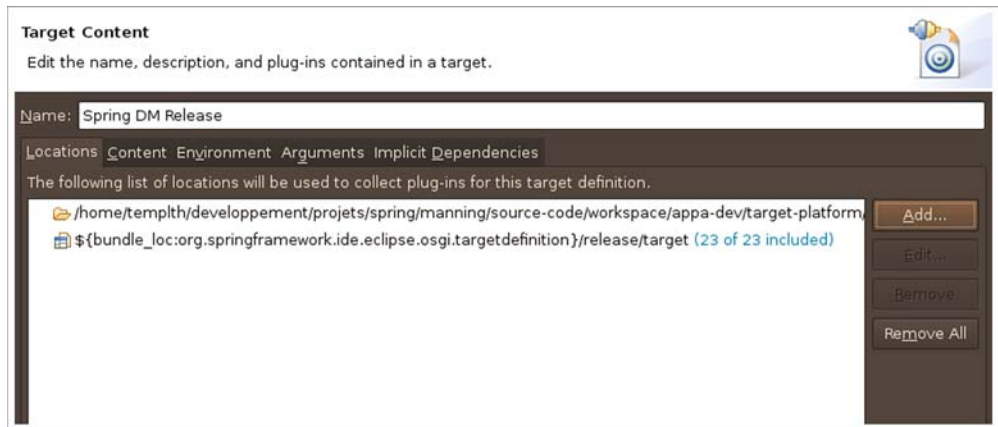 Target Content
Edit the name, description, and plug-ins contained in a target.
Name: Spring DM Release
Locations Content Environment Arguments Implicit Dependencies
The following list of locations will be used to collect plug-ins for this target definition.
/home/templth/developpement/projets/spring/manning/source-code/workspace/appa-dev/target-platform/
Add...
${bundle_loc:org.springframework.ide.eclipse.osgi.targetdefinition}/release/target (23 of 23 included)
Edit...
Remove
Remove All